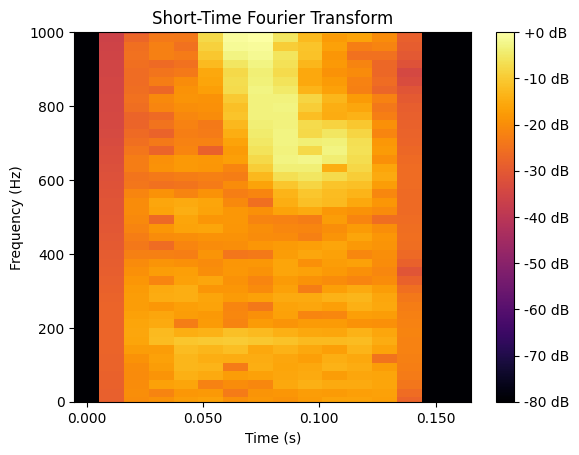 Short-Time Fourier Transform
1000
800
600
400
200
0
Frequency (Hz)
0.000
0.050
0.100
0.150
Time (s)
+0 dB
-10 dB
-20 dB
-30 dB
-40 dB
-50 dB
-60 dB
-70 dB
-80 dB